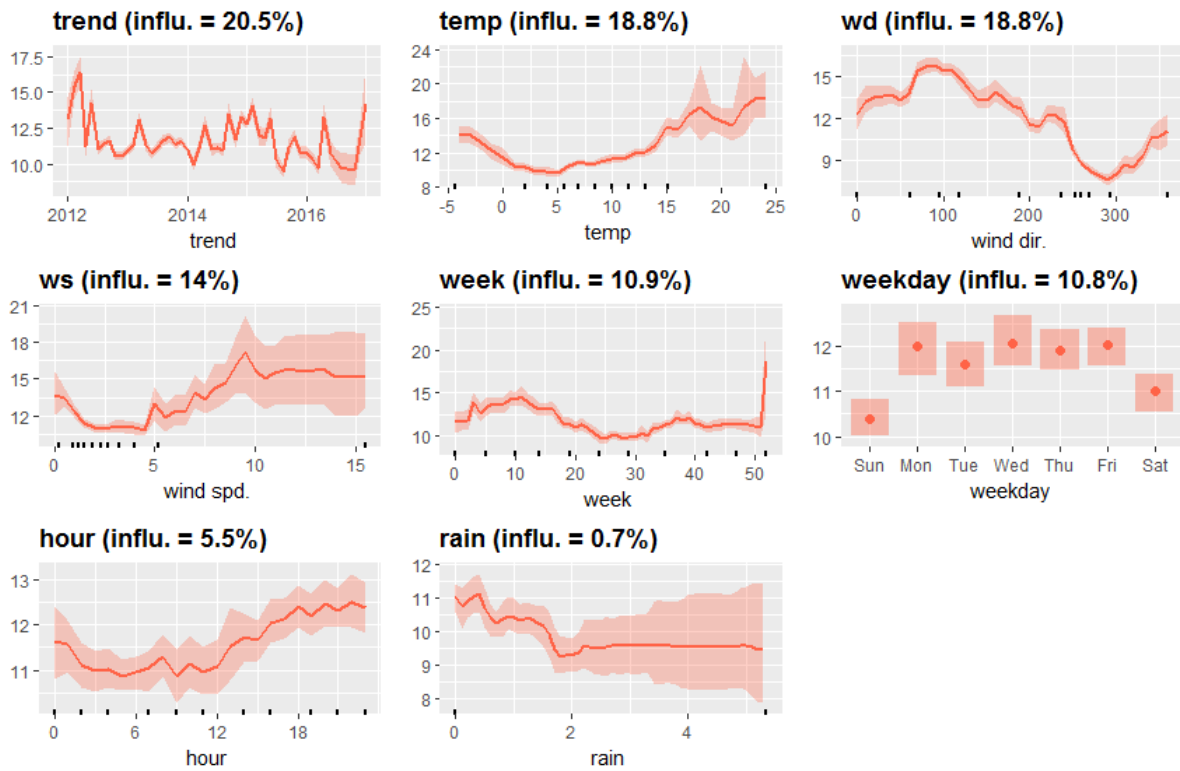 trend (influ. = 20.5%)
17.5
15.0
12.5
10.0
2012 2014 2016
trend
temp (influ. = 18.8%)
24
20
16
12
8
-5 0 5 10 15 20 25
temp
wd (influ. = 18.8%)
15
12
9
0 100 200 300
wind dir.
ws (influ. = 14%)
21
18
15
12
0 5 10 15
wind spd.
week (influ. = 10.9%)
25
20
15
10
0 10 20 30 40 50
week
weekday (influ. = 10.8%)
12
11
10
Sun Mon Tue Wed Thu Fri Sat
weekday
hour (influ. = 5.5%)
13
12
11
0 6 12 18
hour
rain (influ. = 0.7%)
12
11
10
9
8
0 2 4
rain